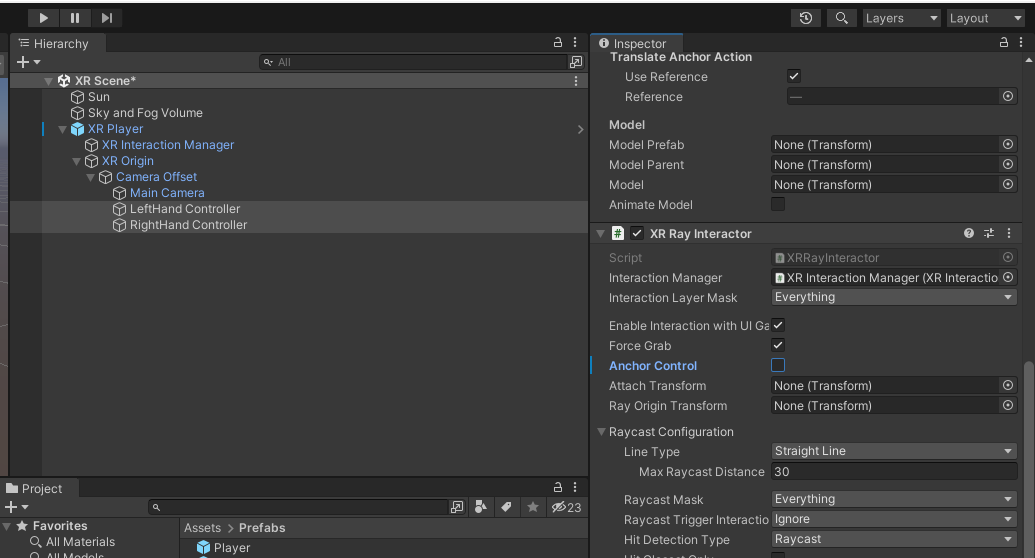 Layers
Layout
Hierarchy
All
XR Scene*
Sun
Sky and Fog Volume
XR Player
XR Interaction Manager
XR Origin
Camera Offset
Main Camera
LeftHand Controller
RightHand Controller
Project
23
Favorites
All Materials
All Models
Assets > Prefabs
Player
Inspector
Translate Anchor Action
Use Reference
Reference —
Model
Model Prefab None (Transform)
Model Parent None (Transform)
Model None (Transform)
Animate Model
# XR Ray Interactor
Script # XRRayInteractor
Interaction Manager # XR Interaction Manager (XR Interactio
Interaction Layer Mask Everything
Enable Interaction with UI Ga
Force Grab
Anchor Control
Attach Transform None (Transform)
Ray Origin Transform None (Transform)
Raycast Configuration
Line Type Straight Line
Max Raycast Distance 30
Raycast Mask Everything
Raycast Trigger Interactio Ignore
Hit Detection Type Raycast
Hit Closest Only